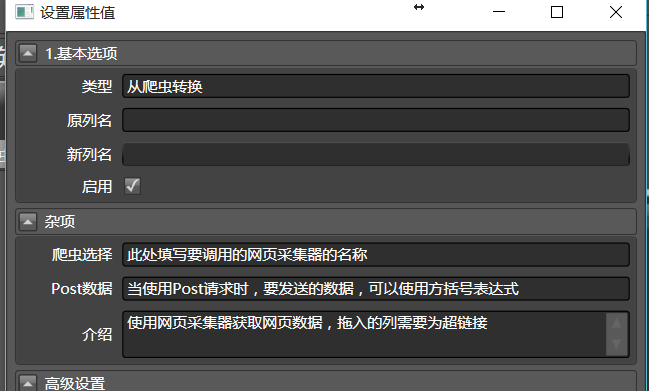 设置属性值
1.基本选项
类型 从爬虫转换
原列名
新列名
启用
杂项
爬虫选择 此处填写要调用的网页采集器的名称
Post数据 当使用Post请求时，要发送的数据，可以使用方括号表达式
介绍 使用网页采集器获取网页数据，拖入的列需要为超链接
高级设置